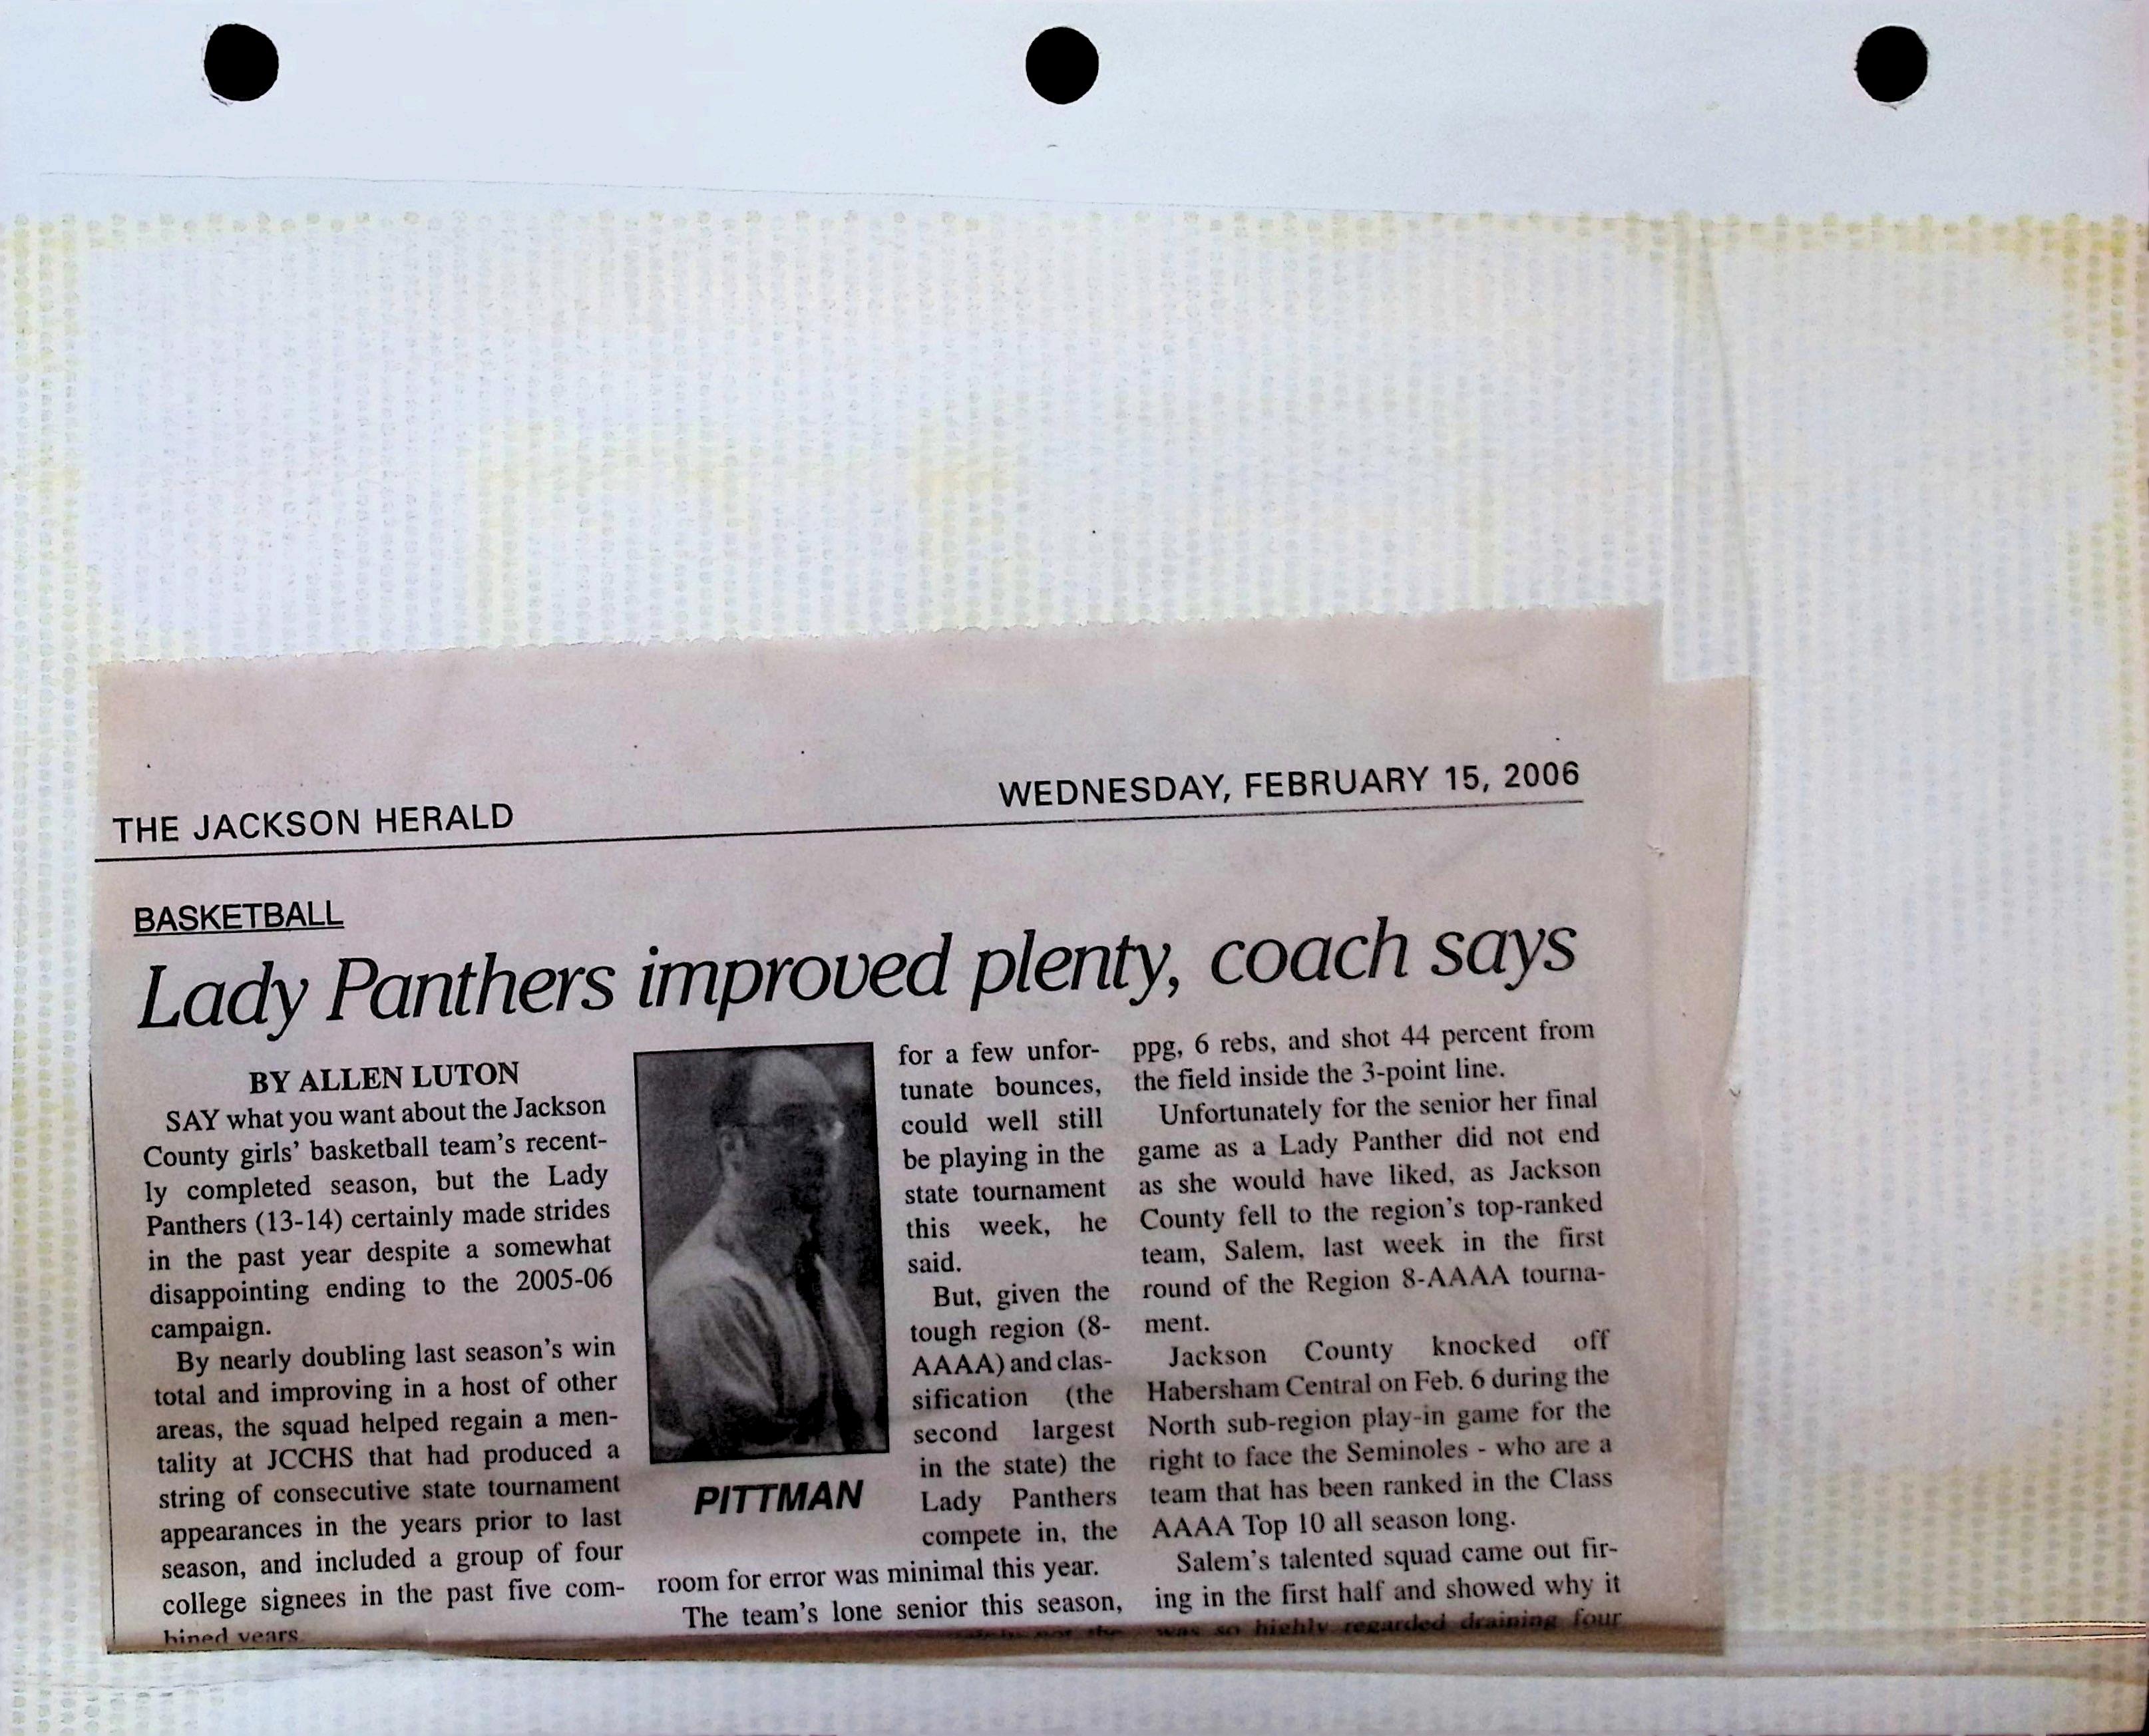 THE JACKSON HERALD
WEDNESDAY, FEBRUARY 15, 2006
BASKETBALL
Lady Panthers improved plenty, coach says
BY ALLEN LUTON
SAY what you want about the Jackson
County girls' basketball team's recent-
ly completed season, but the Lady
Panthers (13-14) certainly made strides
in the past year despite a somewhat
disappointing ending to the 2005-06
campaign.
By nearly doubling last season's win
total and improving in a host of other
areas, the squad helped regain a men-
tality at JCCHS that had produced a
string of consecutive state tournament
appearances in the years prior to last
season, and included a group of four
college signees in the past five com-
bined years.
PITTMAN
for a few unfor-
tunate bounces,
could well still
be playing in the
state tournament
this week, he
said.
But, given the
tough region (8-
AAAA) and clas-
sification (the
second largest
in the state) the
Lady Panthers
compete in, the
room for error was minimal this year.
The team's lone senior this season,
not the
ppg, 6 rebs, and shot 44 percent from
the field inside the 3-point line.
Unfortunately for the senior her final
game as a Lady Panther did not end
as she would have liked, as Jackson
County fell to the region's top-ranked
team, Salem, last week in the first
round of the Region 8-AAAA tourna-
ment.
Jackson County knocked off
Habersham Central on Feb. 6 during the
North sub-region play-in game for the
right to face the Seminoles - who are a
team that has been ranked in the Class
AAAA Top 10 all season long.
Salem's talented squad came out fir-
ing in the first half and showed why it
was so highly regarded draining four